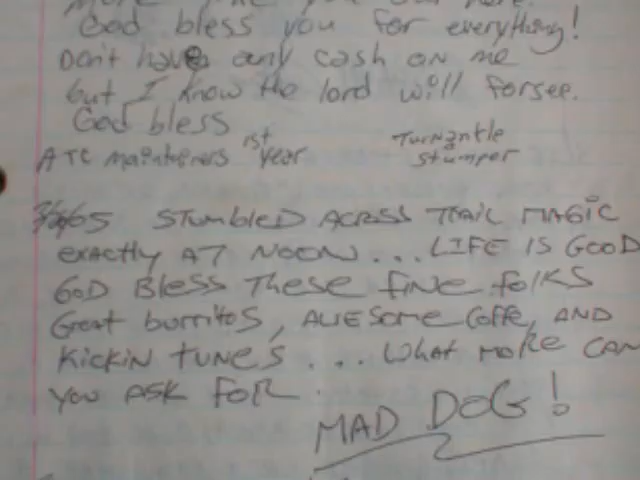 God bless you for everything!
Don't have any cash on me
but I know the lord will forsee.
God bless
ATC maintainers 1st year
Turnankle & Stumper
STUMBLED ACROSS TRAIL MAGIC
EXACTLY AT NOON... LIFE IS GOOD
GOD BLESS THESE FINE FOLKS
Great burritos, AWESOME COFFE, AND
KICKIN TUNES ... WHAT MORE CAN
YOU ASK FOR.
MAD DOG!